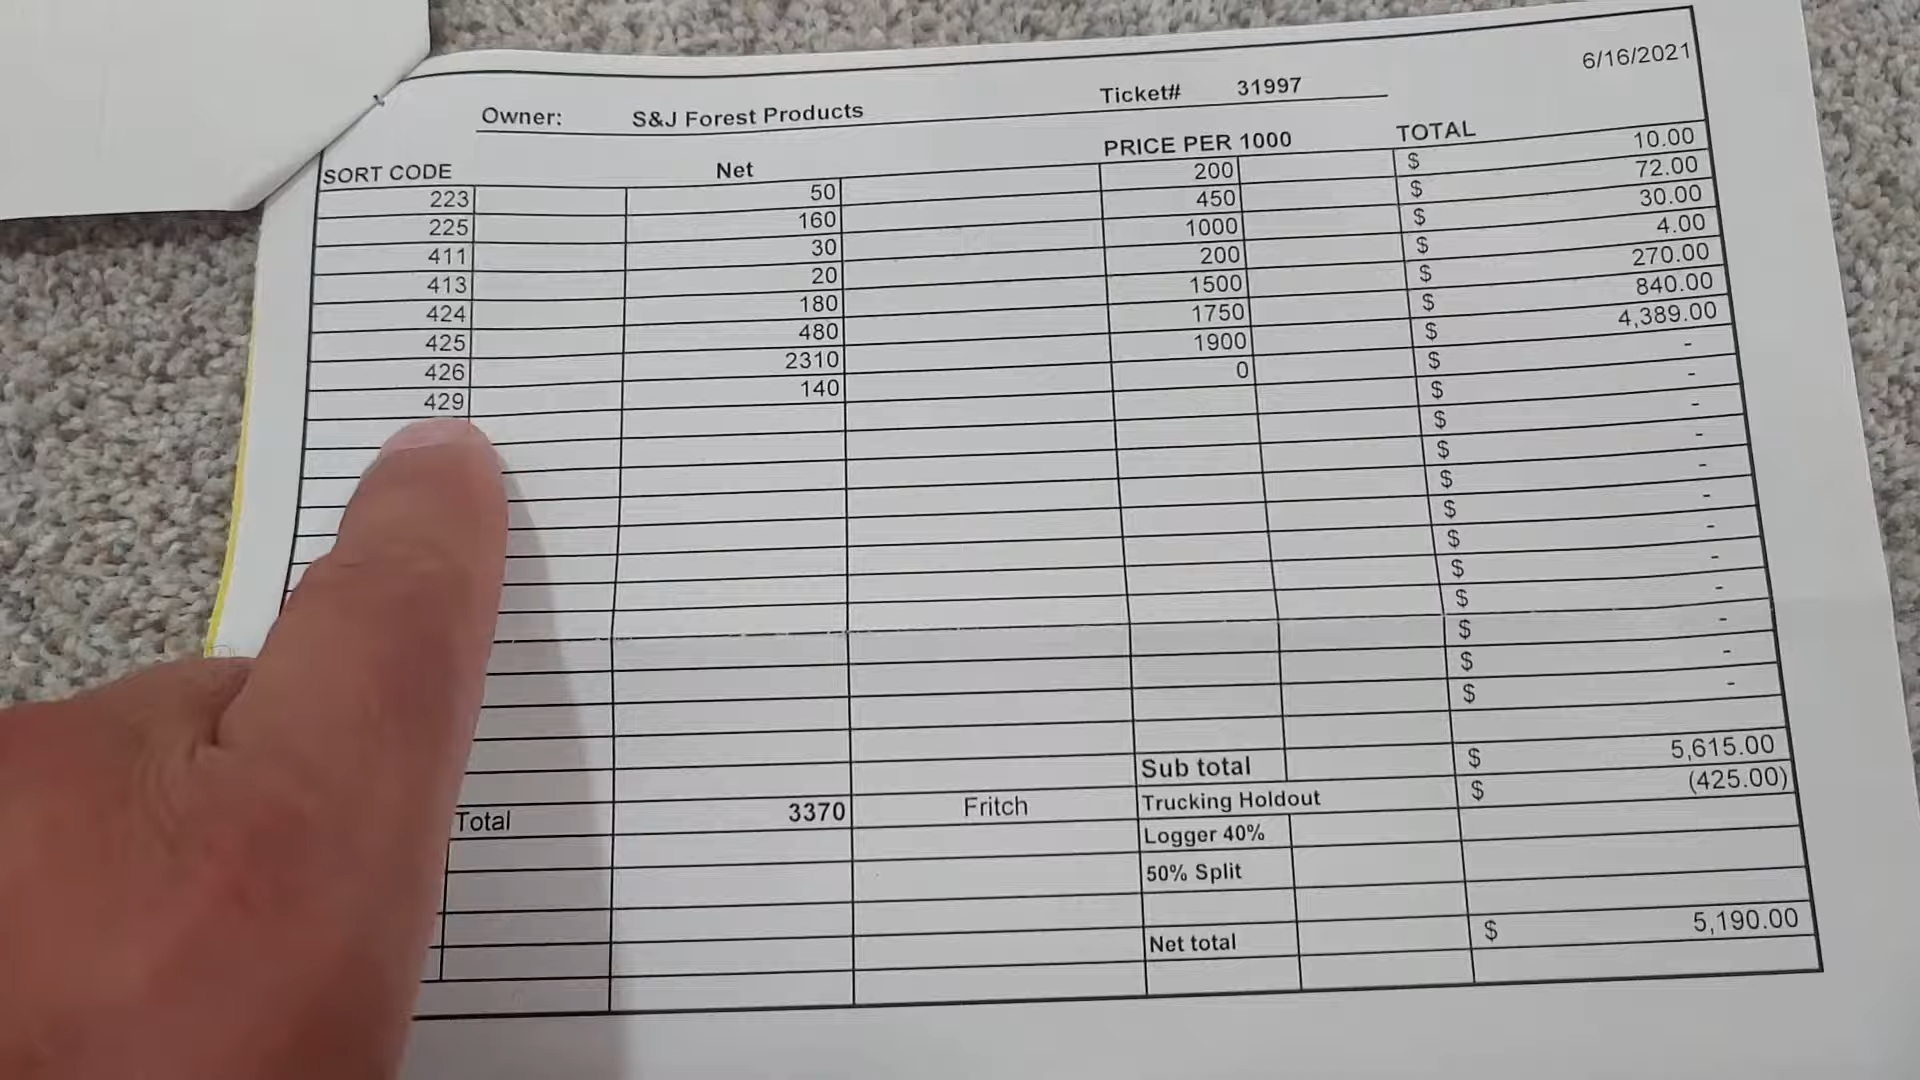 6/16/2021
Owner: S&J Forest Products Ticket# 31997
SORT CODE Net PRICE PER 1000 TOTAL
223 50 200 $ 10.00
225 160 450 $ 72.00
411 30 1000 $ 30.00
413 20 200 $ 4.00
424 180 1500 $ 270.00
425 480 1750 $ 840.00
426 2310 1900 $ 4,389.00
429 140 0 $ -
$ -
$ -
$ -
$ -
$ -
$ -
$ -
$ -
$ -
$ -
$ -
Sub total $ 5,615.00
Total 3370 Fritch Trucking Holdout $ (425.00)
Logger 40%
50% Split
Net total $ 5,190.00